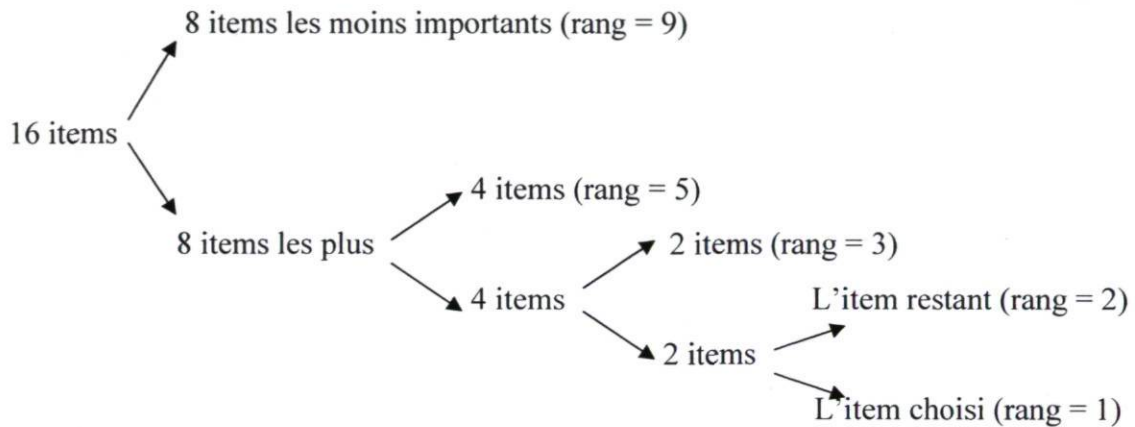 8 items les moins importants (rang = 9)
16 items
4 items (rang = 5)
8 items les plus
2 items (rang = 3)
4 items
L'item restant (rang = 2)
2 items
L'item choisi (rang = 1)